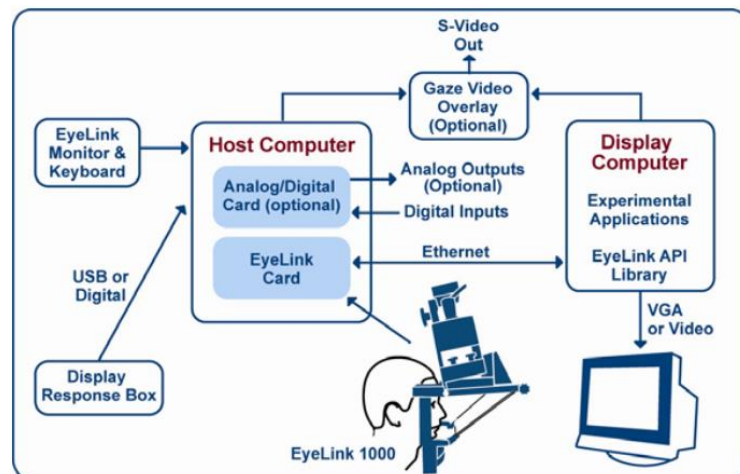 S-Video
Out
Gaze Video
Overlay
(Optional)
EyeLink
Monitor &
Keyboard
Host Computer
Analog/Digital
Card (optional)
Analog Outputs
(Optional)
Digital Inputs
EyeLink
Card
Ethernet
Display
Computer
Experimental
Applications
EyeLink API
Library
USB or
Digital
VGA
or Video
Display
Response Box
EyeLink 1000